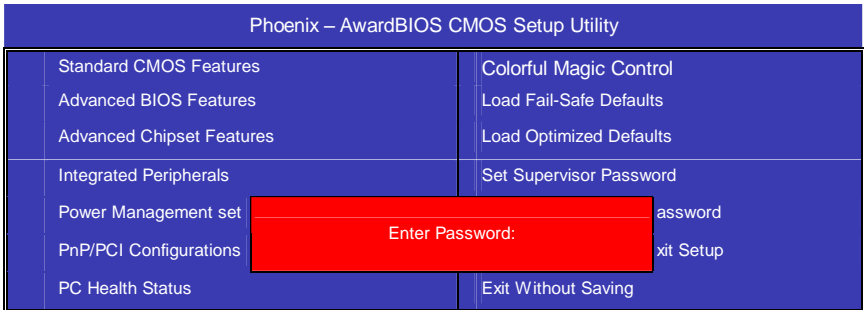 Phoenix – AwardBIOS CMOS Setup Utility
Standard CMOS Features
Colorful Magic Control
Advanced BIOS Features
Load Fail-Safe Defaults
Advanced Chipset Features
Load Optimized Defaults
Integrated Peripherals
Set Supervisor Password
Power Management set
assword
Enter Password:
PnP/PCI Configurations
xit Setup
PC Health Status
Exit Without Saving